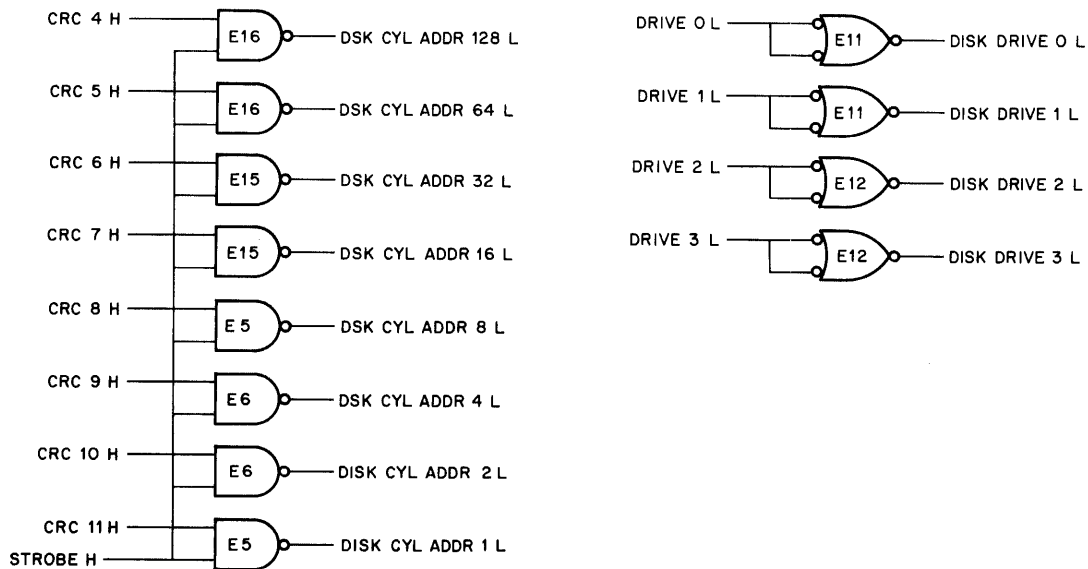 CRC 4 H E16 DSK CYL ADDR 128 L
CRC 5 H E16 DSK CYL ADDR 64 L
CRC 6 H E15 DSK CYL ADDR 32 L
CRC 7 H E15 DSK CYL ADDR 16 L
CRC 8 H E5 DSK CYL ADDR 8 L
CRC 9 H E6 DSK CYL ADDR 4 L
CRC 10 H E6 DISK CYL ADDR 2 L
CRC 11 H E5 DISK CYL ADDR 1 L
STROBE H
DRIVE 0 L E11 DISK DRIVE 0 L
DRIVE 1 L E11 DISK DRIVE 1 L
DRIVE 2 L E12 DISK DRIVE 2 L
DRIVE 3 L E12 DISK DRIVE 3 L